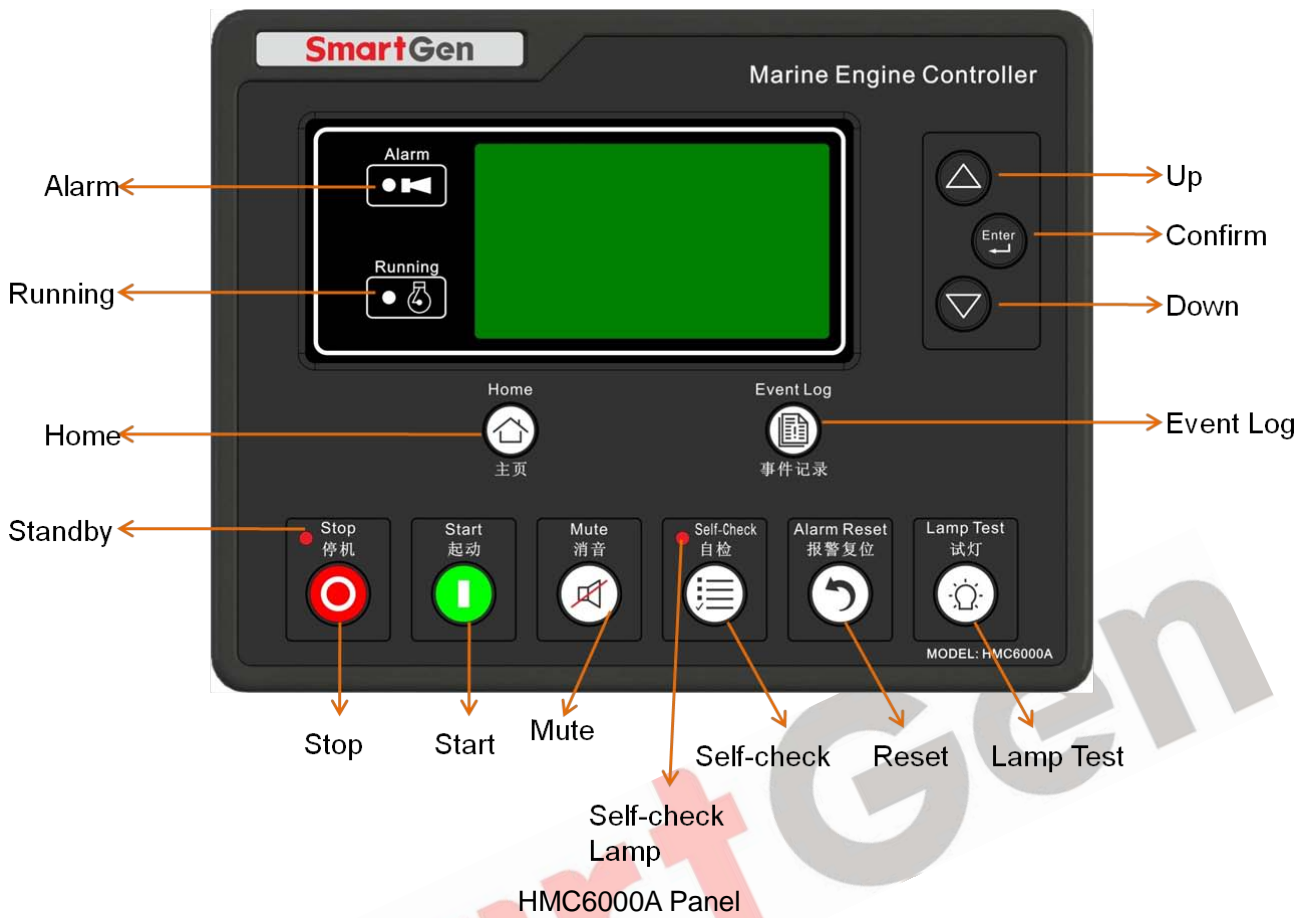 SmartGen
Marine Engine Controller
Alarm
Alarm
Up
Enter
Confirm
Running
Running
Down
Home
Event Log
Home
Event Log
主页
事件记录
Standby
Stop
停机
Start
起动
Mute
消音
Self-Check
自检
Alarm Reset
报警复位
Lamp Test
试灯
MODEL: HMC6000A
Stop
Start
Mute
Self-check
Reset
Lamp Test
Self-check
Lamp
HMC6000A Panel
rtGen